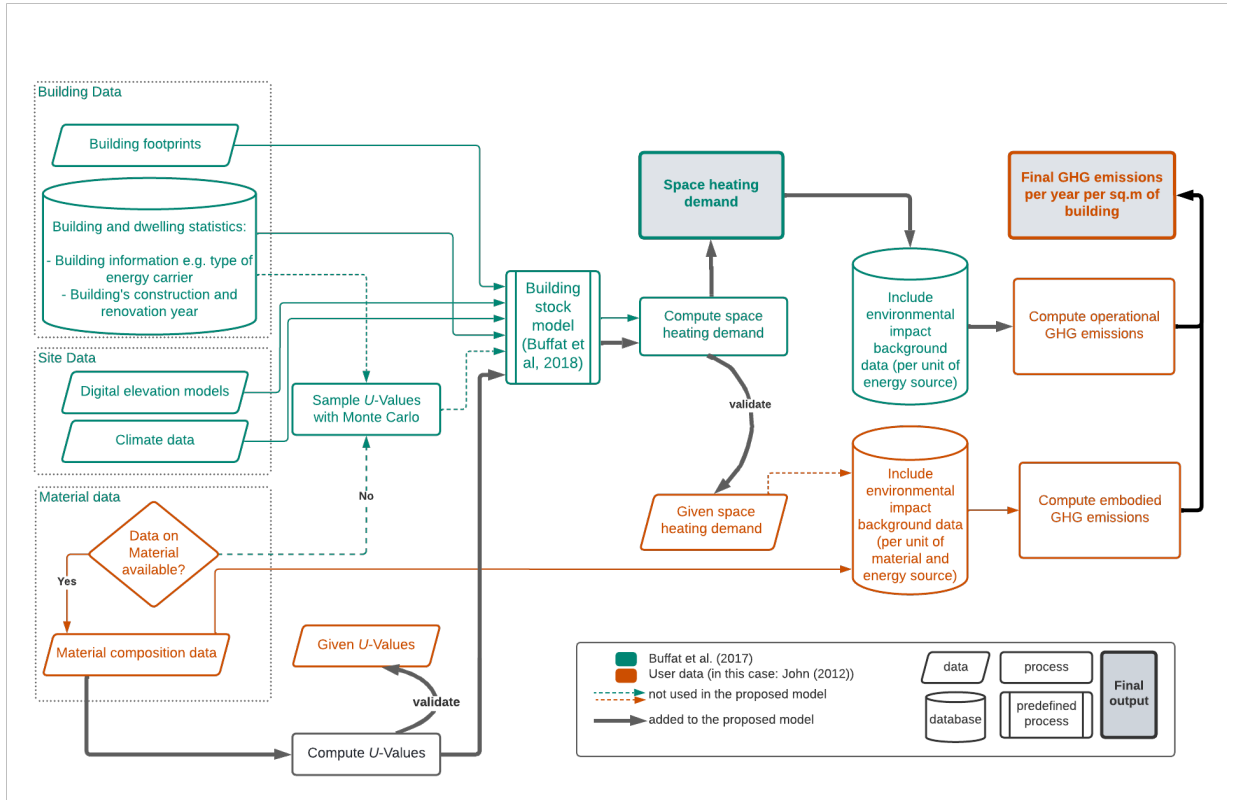 Building Data
Building footprints
Building and dwelling statistics:
- Building information e.g. type of
energy carrier
- Building's construction and
renovation year
Site Data
Digital elevation models
Climate data
Sample U-Values
with Monte Carlo
Material data
Data on
Material
available?
No
Yes
Material composition data
Given U-Values
validate
Compute U-Values
Building
stock
model
(Buffat et
al, 2018)
Space heating
demand
Compute space
heating demand
validate
Given space
heating demand
Include
environmental
impact
background
data (per unit of
energy source)
Include
environmental
impact
background data
(per unit of
material and
energy source)
Final GHG emissions
per year per sq.m of
building
Compute operational
GHG emissions
Compute embodied
GHG emissions
Buffat et al. (2017)
User data (in this case: John (2012))
not used in the proposed model
added to the proposed model
data
process
database
predefined
process
Final
output